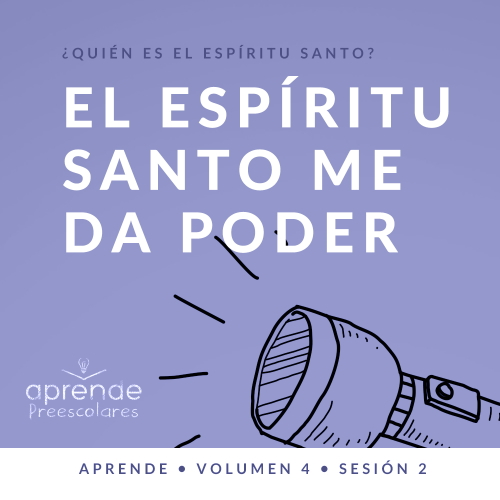 ¿QUIÉN ES EL ESPÍRITU SANTO?
EL ESPÍRITU
SANTO ME
DA PODER
aprende
Preescolares
APRENDE • VOLUMEN 4 • SESIÓN 2